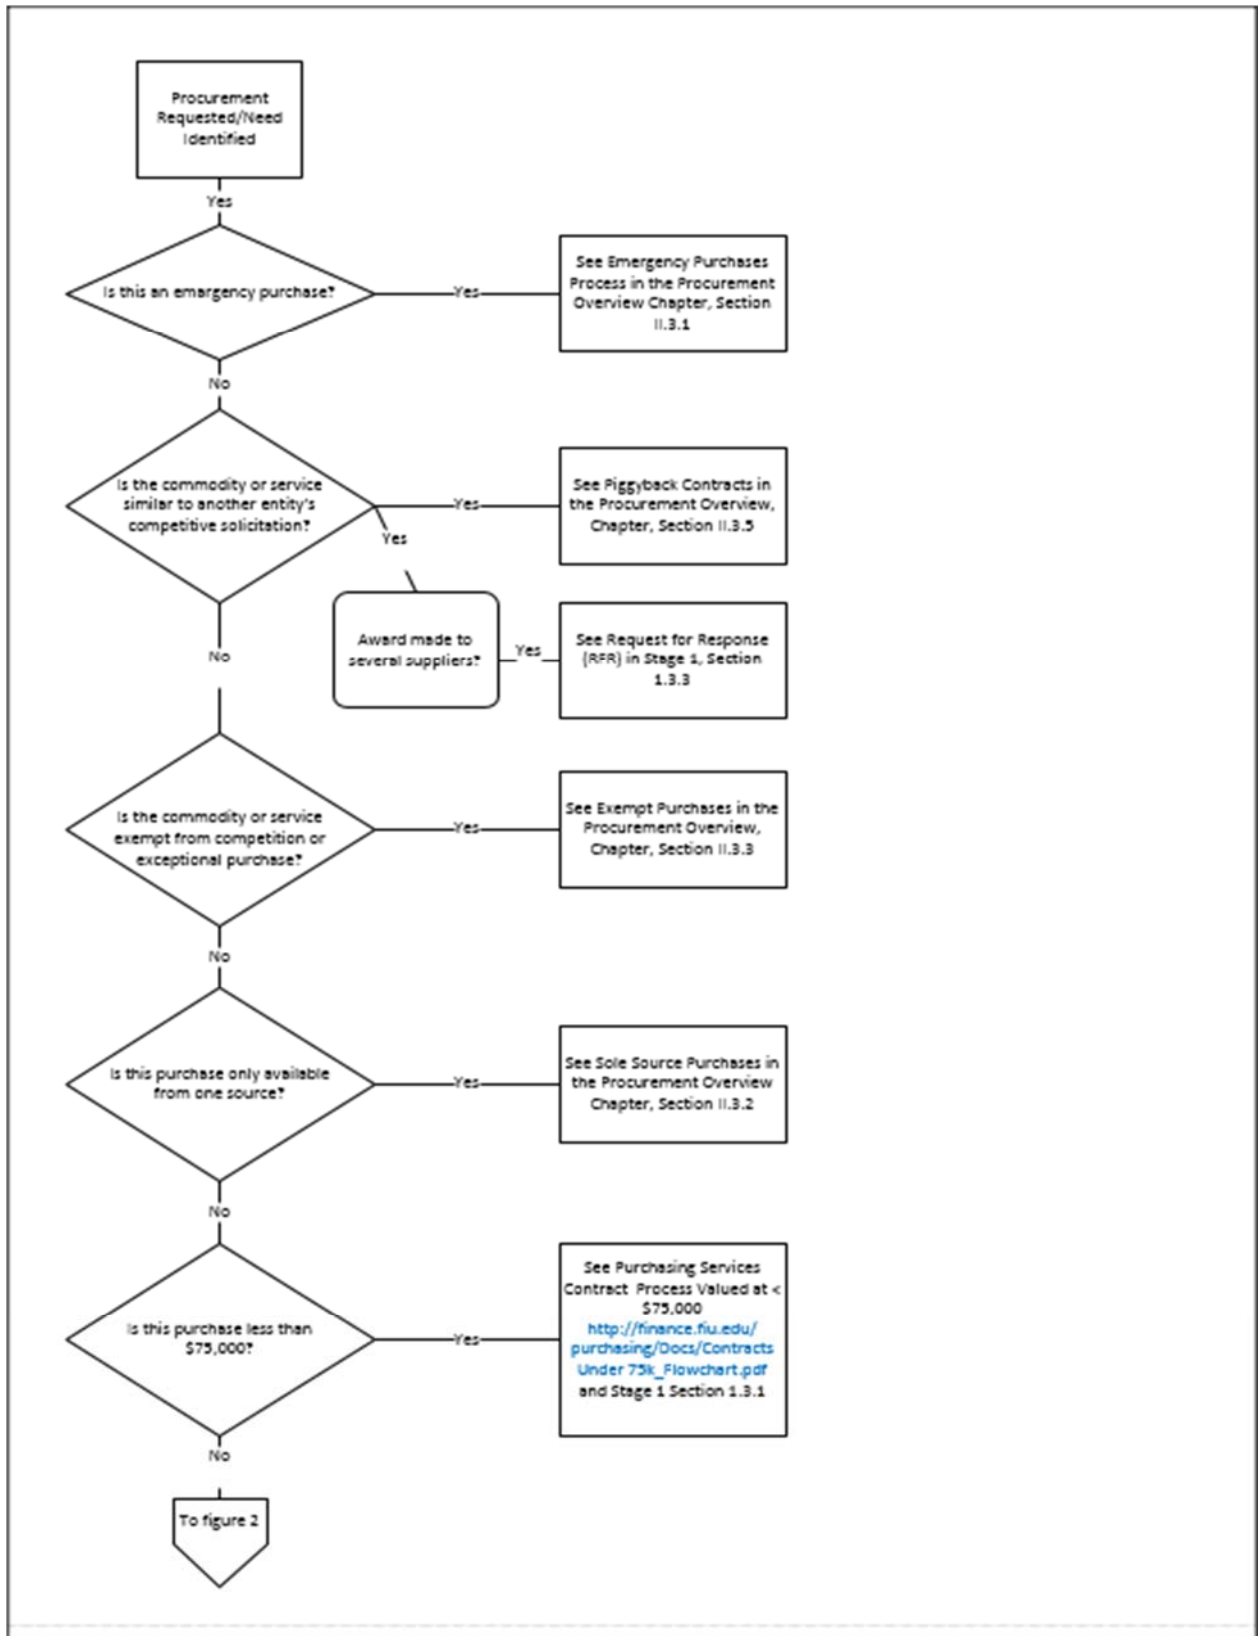 Procurement
Requested/Need
Identified
Yes
Is this an emargency purchase?
Yes
See Emergency Purchases
Process in the Procurement
Overview Chapter, Section
II.3.1
No
Is the commodity or service
similar to another entity's
competitive solicitation?
Yes
See Piggyback Contracts in
the Procurement Overview,
Chapter, Section II.3.5
Yes
Award made to
several suppliers?
Yes
See Request for Response
(RFR) in Stage 1, Section
1.3.3
No
Is the commodity or service
exempt from competition or
exceptional purchase?
Yes
See Exempt Purchases in the
Procurement Overview,
Chapter, Section II.3.3
No
Is this purchase only available
from one source?
Yes
See Sole Source Purchases in
the Procurement Overview
Chapter, Section II.3.2
No
Is this purchase less than
$75,000?
Yes
See Purchasing Services
Contract Process Valued at <
$75,000
http://finance.fiu.edu/
purchasing/Docs/Contracts
Under 75k_Flowchart.pdf
and Stage 1 Section 1.3.1
No
To figure 2